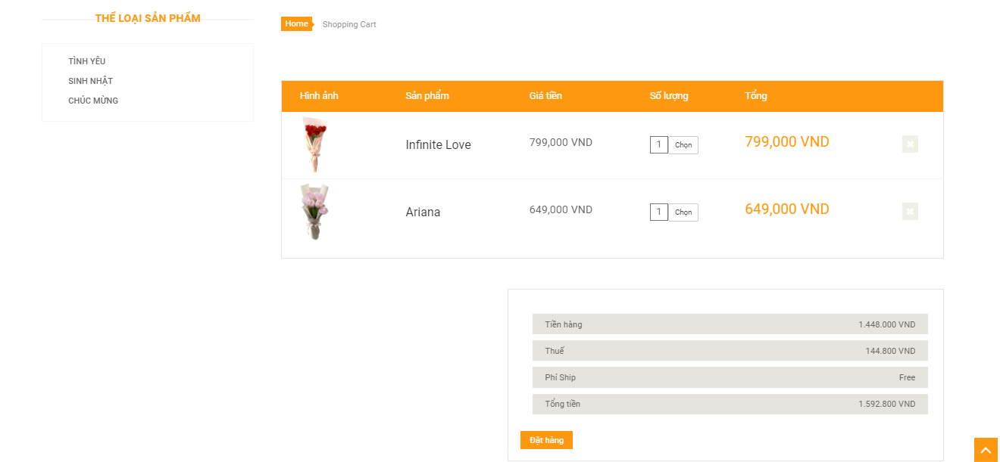 THỂ LOẠI SẢN PHẨM
TÌNH YÊU
SINH NHẬT
CHÚC MỪNG
Home Shopping Cart
Hình ảnh Sản phẩm Giá tiền Số lượng Tổng
Infinite Love 799,000 VND 1 Chọn 799,000 VND
Ariana 649,000 VND 1 Chọn 649,000 VND
Tiền hàng 1.448.000 VND
Thuế 144.800 VND
Phí Ship Free
Tổng tiền 1.592.800 VND
Đặt hàng